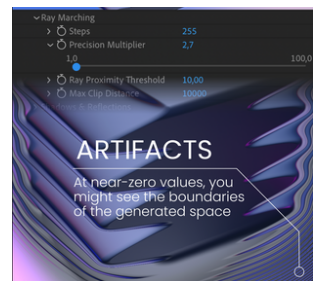 Ray Marching
Steps 255
Precision Multiplier 2,7
1,0 100,0
Ray Proximity Threshold 10,00
Max Clip Distance 10000
& Reflections
ARTIFACTS
At near-zero values, you
might see the boundaries
of the generated space